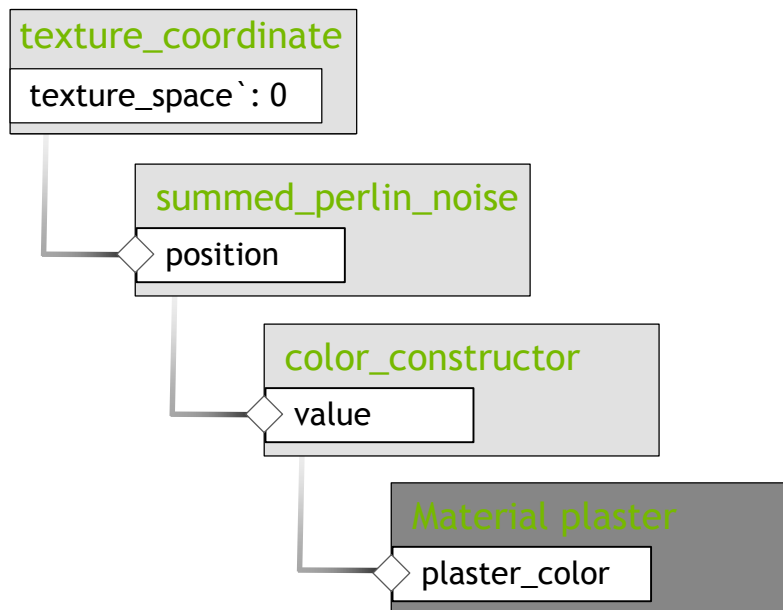 texture_coordinate
texture_space`: 0
summed_perlin_noise
position
color_constructor
value
Material plaster
plaster_color